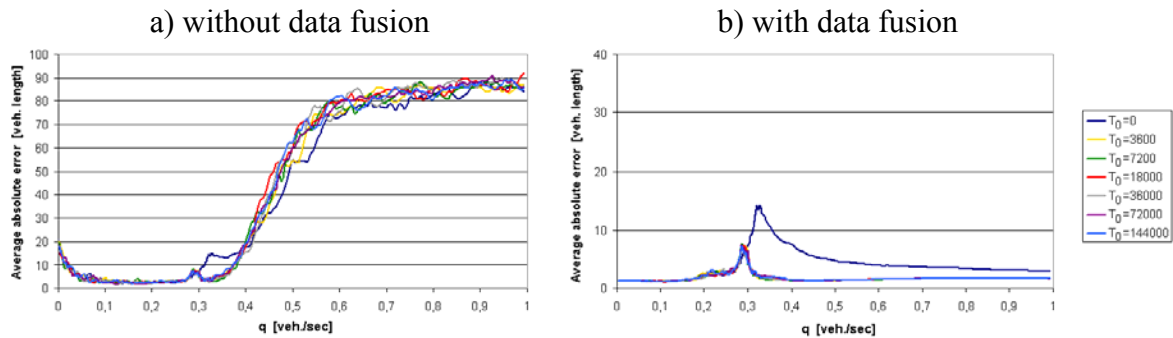 a) without data fusion
b) with data fusion
Average absolute error [veh. length]
100
90
80
70
60
50
40
30
20
10
0
0
0,1
0,2
0,3
0,4
0,5
0,6
0,7
0,8
0,9
1
q [veh./sec]
Average absolute error [veh. length]
40
30
20
10
0
0
0,1
0,2
0,3
0,4
0,5
0,6
0,7
0,8
0,9
1
q [veh./sec]
T0=0
T0=3600
T0=7200
T0=18000
T0=36000
T0=72000
T0=144000